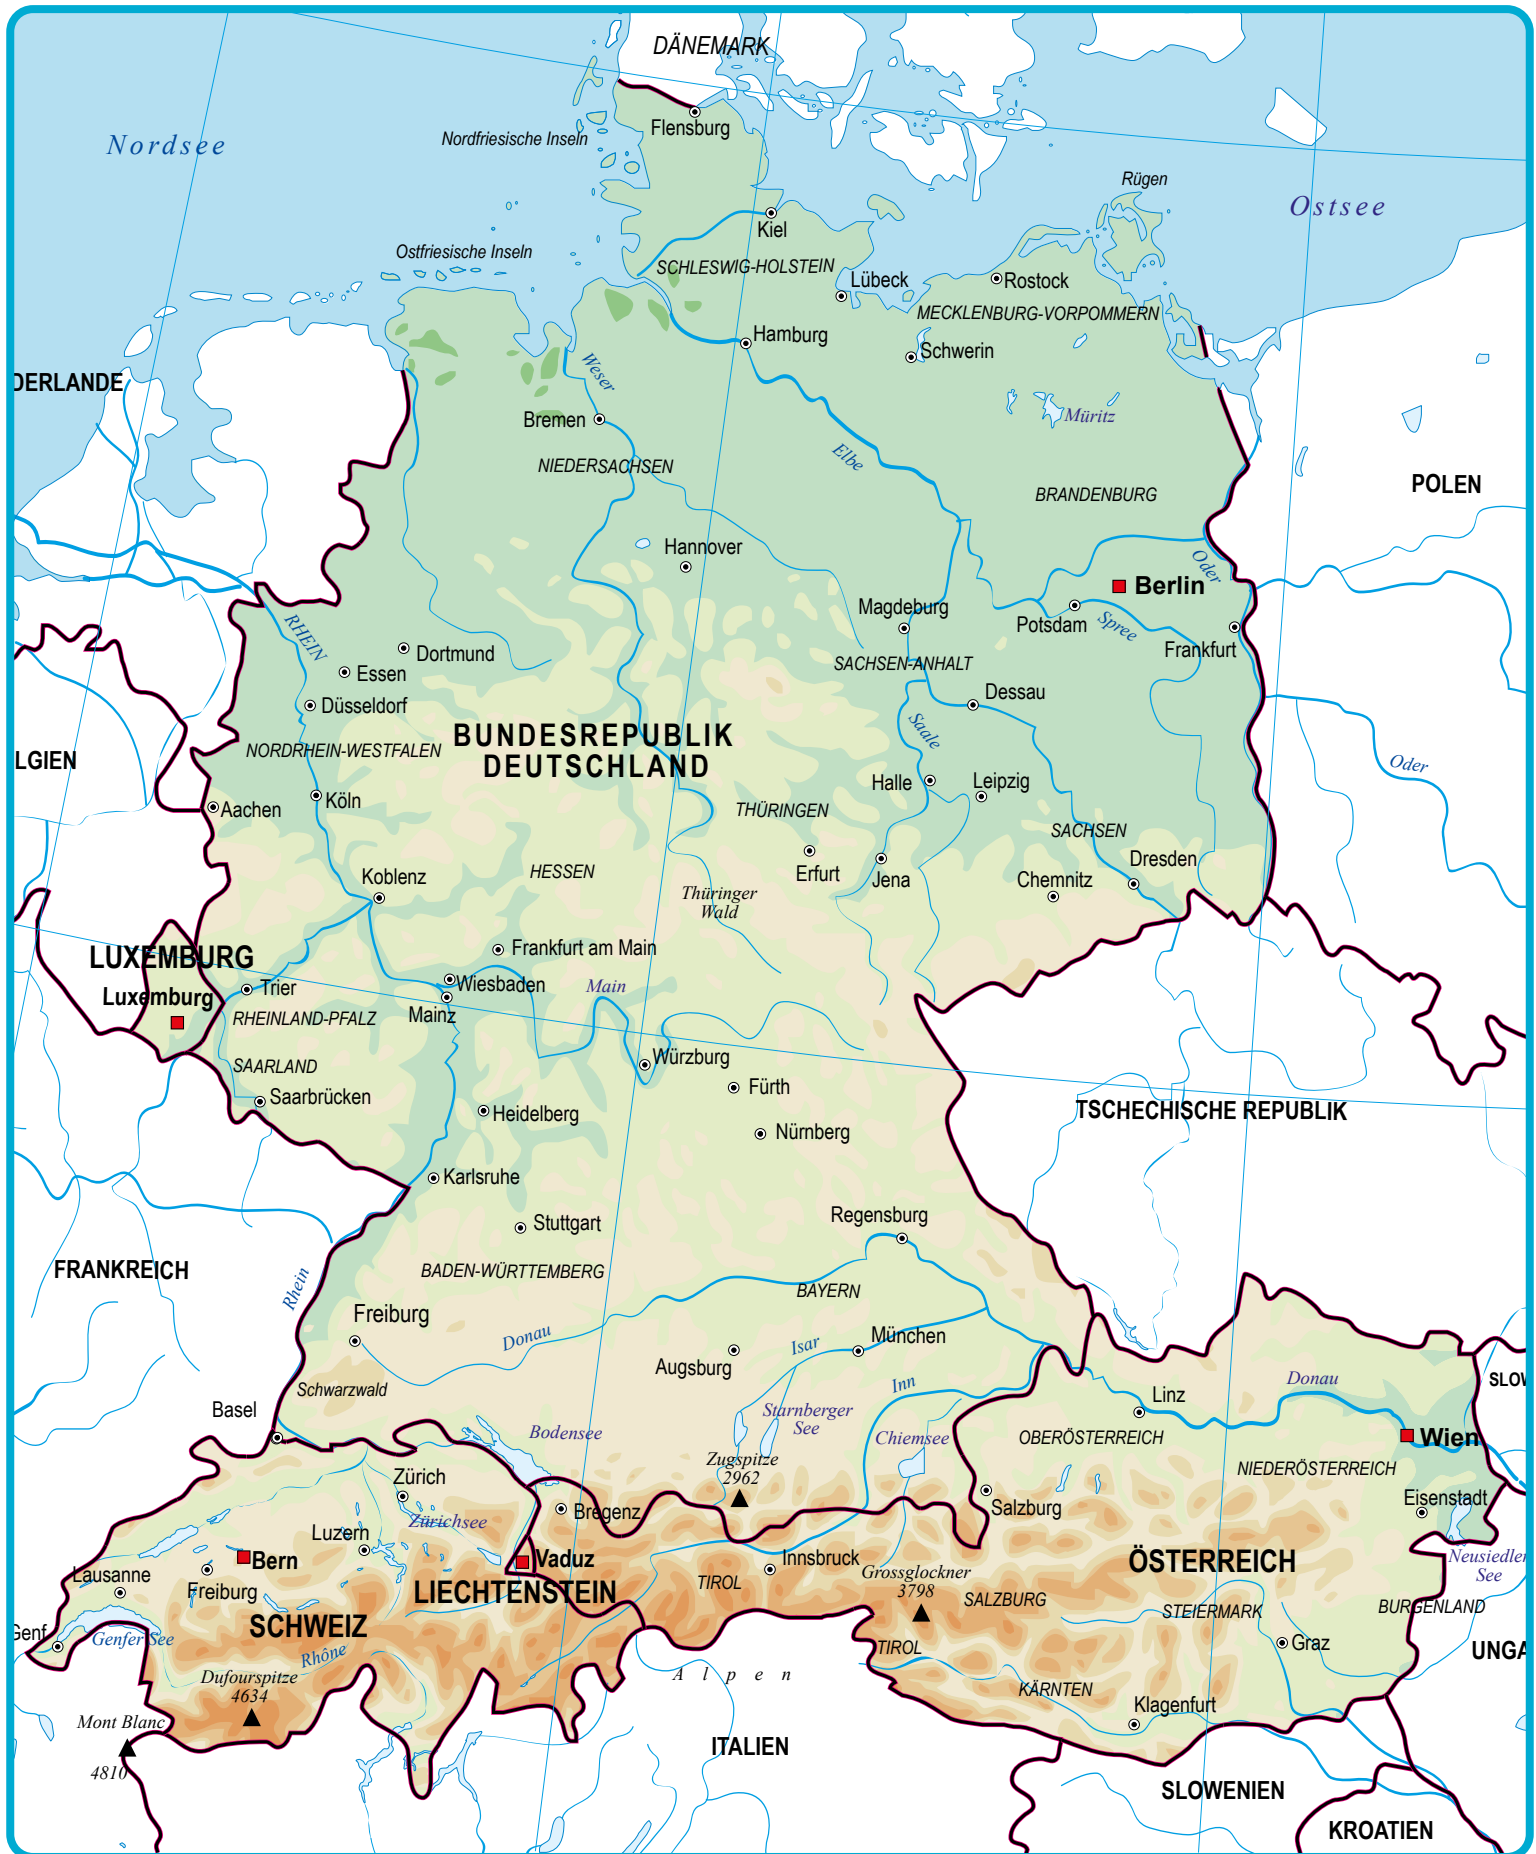 DÄNEMARK
Flensburg
Nordsee
Nordfriesische Inseln
Rügen
Ostsee
Kiel
Ostfriesische Inseln
SCHLESWIG-HOLSTEIN
Lübeck
Rostock
MECKLENBURG-VORPOMMERN
Hamburg
Schwerin
DERLANDE
Weser
Bremen
Müritz
Elbe
NIEDERSACHSEN
POLEN
BRANDENBURG
Hannover
Oder
Berlin
Magdeburg
Potsdam
Spree
RHEIN
Frankfurt
Dortmund
Essen
SACHSEN-ANHALT
Düsseldorf
Dessau
BUNDESREPUBLIK
DEUTSCHLAND
NORDRHEIN-WESTFALEN
Saale
LGIEN
Oder
Halle
Leipzig
Aachen
Köln
THÜRINGEN
SACHSEN
HESSEN
Koblenz
Erfurt
Jena
Chemnitz
Dresden
Thüringer
Wald
LUXEMBURG
Frankfurt am Main
Luxemburg
Trier
Wiesbaden
Main
Mainz
RHEINLAND-PFALZ
Würzburg
SAARLAND
Fürth
Saarbrücken
Heidelberg
TSCHECHISCHE REPUBLIK
Nürnberg
Karlsruhe
Stuttgart
Regensburg
FRANKREICH
BADEN-WÜRTTEMBERG
Rhein
BAYERN
Freiburg
Donau
Isar
München
Augsburg
Schwarzwald
Inn
Linz
Donau
SLOW
Basel
Starnberger
See
Bodensee
Chiemsee
OBERÖSTERREICH
Wien
Zugspitze
2962
NIEDERÖSTERREICH
Zürich
Salzburg
Eisenstadt
Bregenz
Zürichsee
Luzern
Bern
Vaduz
Innsbruck
ÖSTERREICH
Neusiedler
See
Lausanne
Freiburg
LIECHTENSTEIN
TIROL
Grossglockner
3798
SALZBURG
STEIERMARK
BURGENLAND
SCHWEIZ
Genf
Genfer See
Rhône
TIROL
Graz
UNGA
Dufourspitze
4634
Alpen
KÄRNTEN
Klagenfurt
Mont Blanc
4810
ITALIEN
SLOWENIEN
KROATIEN